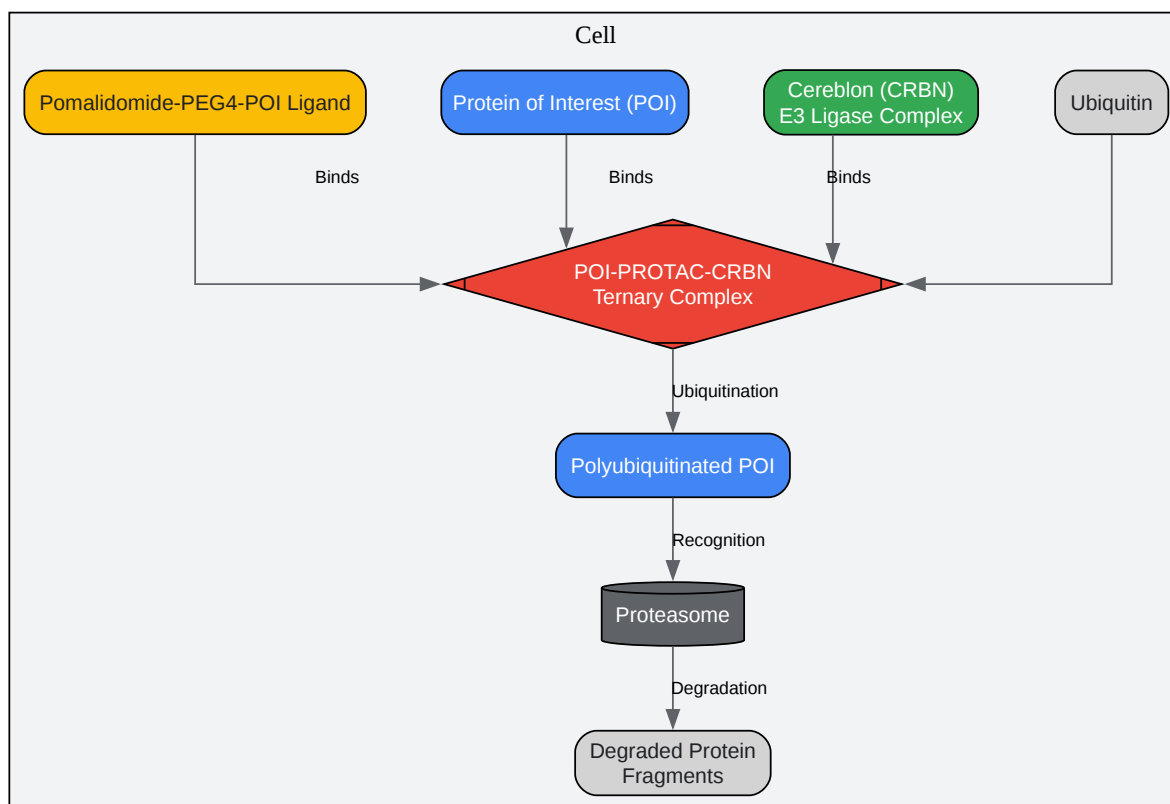 Cell
Pomalidomide-PEG4-POI Ligand
Protein of Interest (POI)
Cereblon (CRBN)
E3 Ligase Complex
Ubiquitin
Binds
Binds
Binds
POI-PROTAC-CRBN
Ternary Complex
Ubiquitination
Polyubiquitinated POI
Recognition
Proteasome
Degradation
Degraded Protein
Fragments